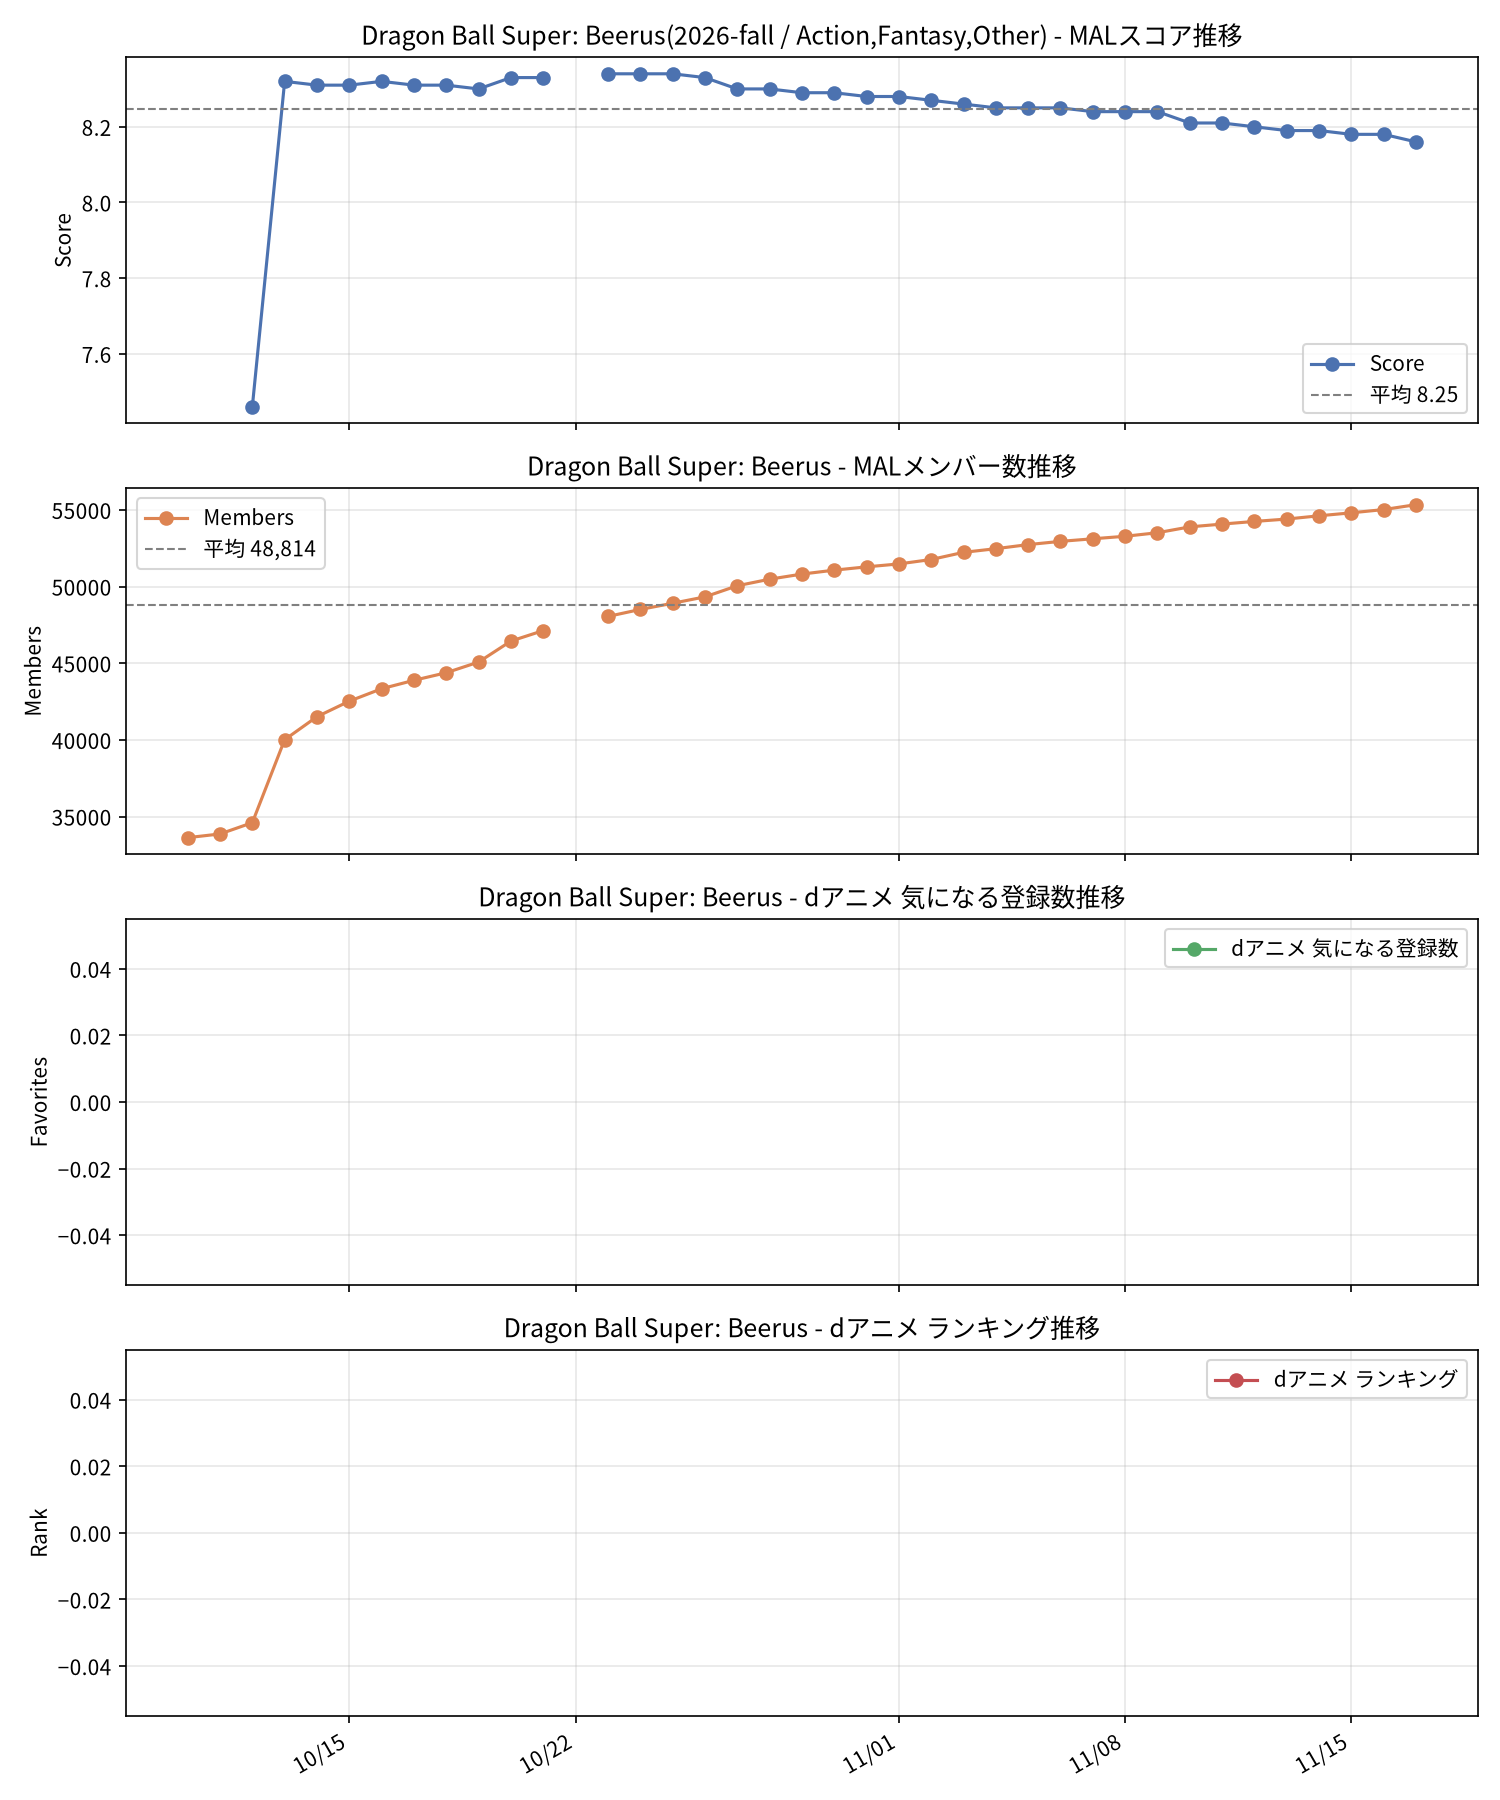 Dragon Ball Super: Beerus(2026-fall / Action,Fantasy,Other) - MALスコア推移
Score
8.2
8.0
7.8
7.6
Score
平均 8.25
Dragon Ball Super: Beerus - MALメンバー数推移
Members
55000
50000
45000
40000
35000
Members
平均 48,814
Dragon Ball Super: Beerus - dアニメ 気になる登録数推移
Favorites
0.04
0.02
0.00
−0.02
−0.04
dアニメ 気になる登録数
Dragon Ball Super: Beerus - dアニメ ランキング推移
Rank
0.04
0.02
0.00
−0.02
−0.04
dアニメ ランキング
10/15
10/22
11/01
11/08
11/15